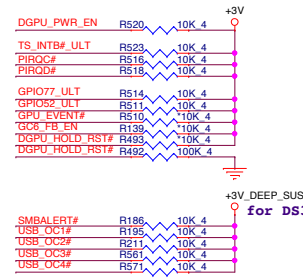 +3V
DGPU_PWR_EN R520 10K_4
TS_INTB#_ULT R523 10K_4
PIRQC# R516 10K_4
PIRQD# R518 10K_4
GPIO77_ULT R514 10K_4
GPIO52_ULT R511 10K_4
GPU_EVENT# R510 *10K_4
GC6_FB_EN R139 *10K_4
DGPU_HOLD_RST# R493 *10K_4
DGPU_HOLD_RST# R492 100K_4
+3V_DEEP_SUS
for DS3
SMBALERT# R186 10K_4
USB_OC1# R195 10K_4
USB_OC2# R211 10K_4
USB_OC3# R561 10K_4
USB_OC4# R571 10K_4